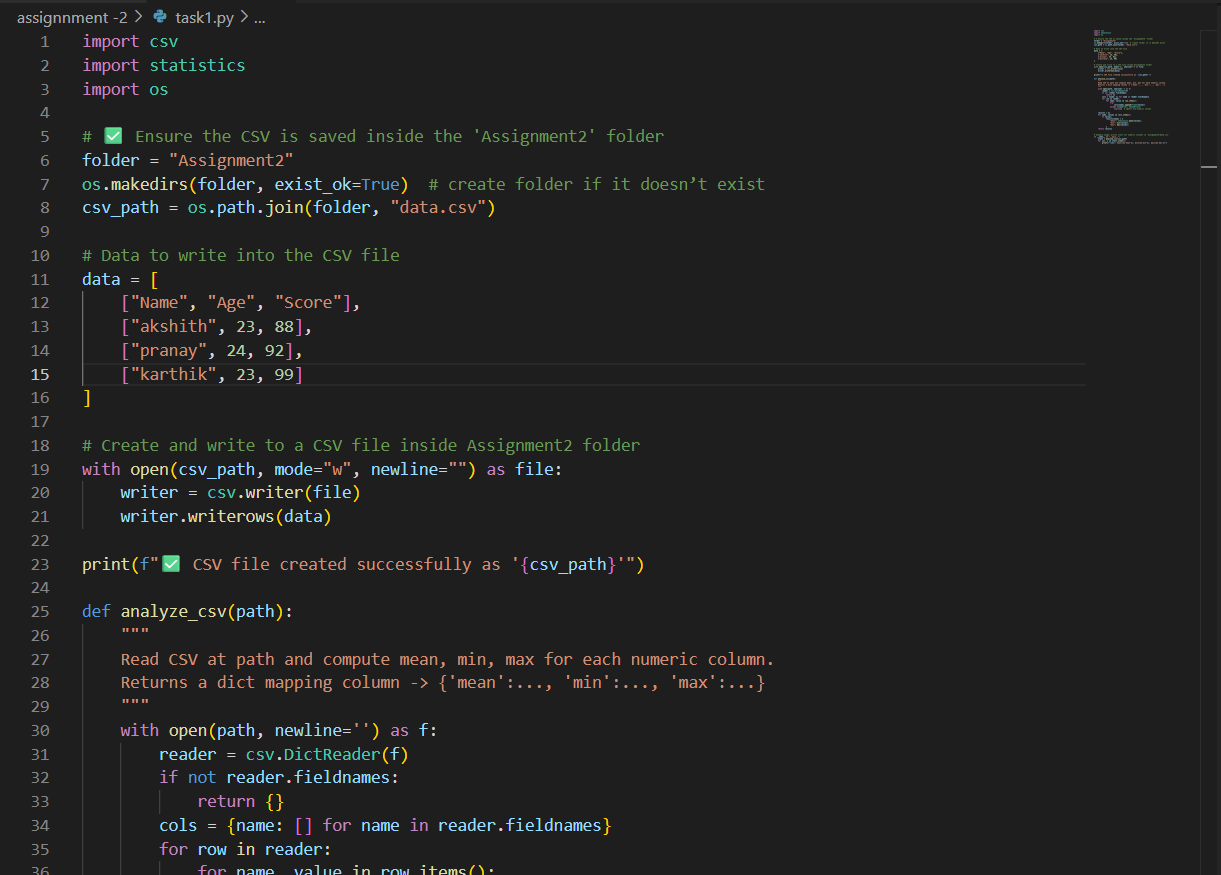 assignnment -2 > task1.py > ...
1 import csv
2 import statistics
3 import os
4
5 # ✅ Ensure the CSV is saved inside the 'Assignment2' folder
6 folder = "Assignment2"
7 os.makedirs(folder, exist_ok=True)  # create folder if it doesn’t exist
8 csv_path = os.path.join(folder, "data.csv")
9
10 # Data to write into the CSV file
11 data = [
12     ["Name", "Age", "Score"],
13     ["akshith", 23, 88],
14     ["pranay", 24, 92],
15     ["karthik", 23, 99]
16 ]
17
18 # Create and write to a CSV file inside Assignment2 folder
19 with open(csv_path, mode="w", newline="") as file:
20     writer = csv.writer(file)
21     writer.writerows(data)
22
23 print(f"✅ CSV file created successfully as '{csv_path}'")
24
25 def analyze_csv(path):
26     """
27     Read CSV at path and compute mean, min, max for each numeric column.
28     Returns a dict mapping column -> {'mean':..., 'min':..., 'max':...}
29     """
30     with open(path, newline='') as f:
31         reader = csv.DictReader(f)
32         if not reader.fieldnames:
33             return {}
34         cols = {name: [] for name in reader.fieldnames}
35         for row in reader:
36             for name, value in row.items():